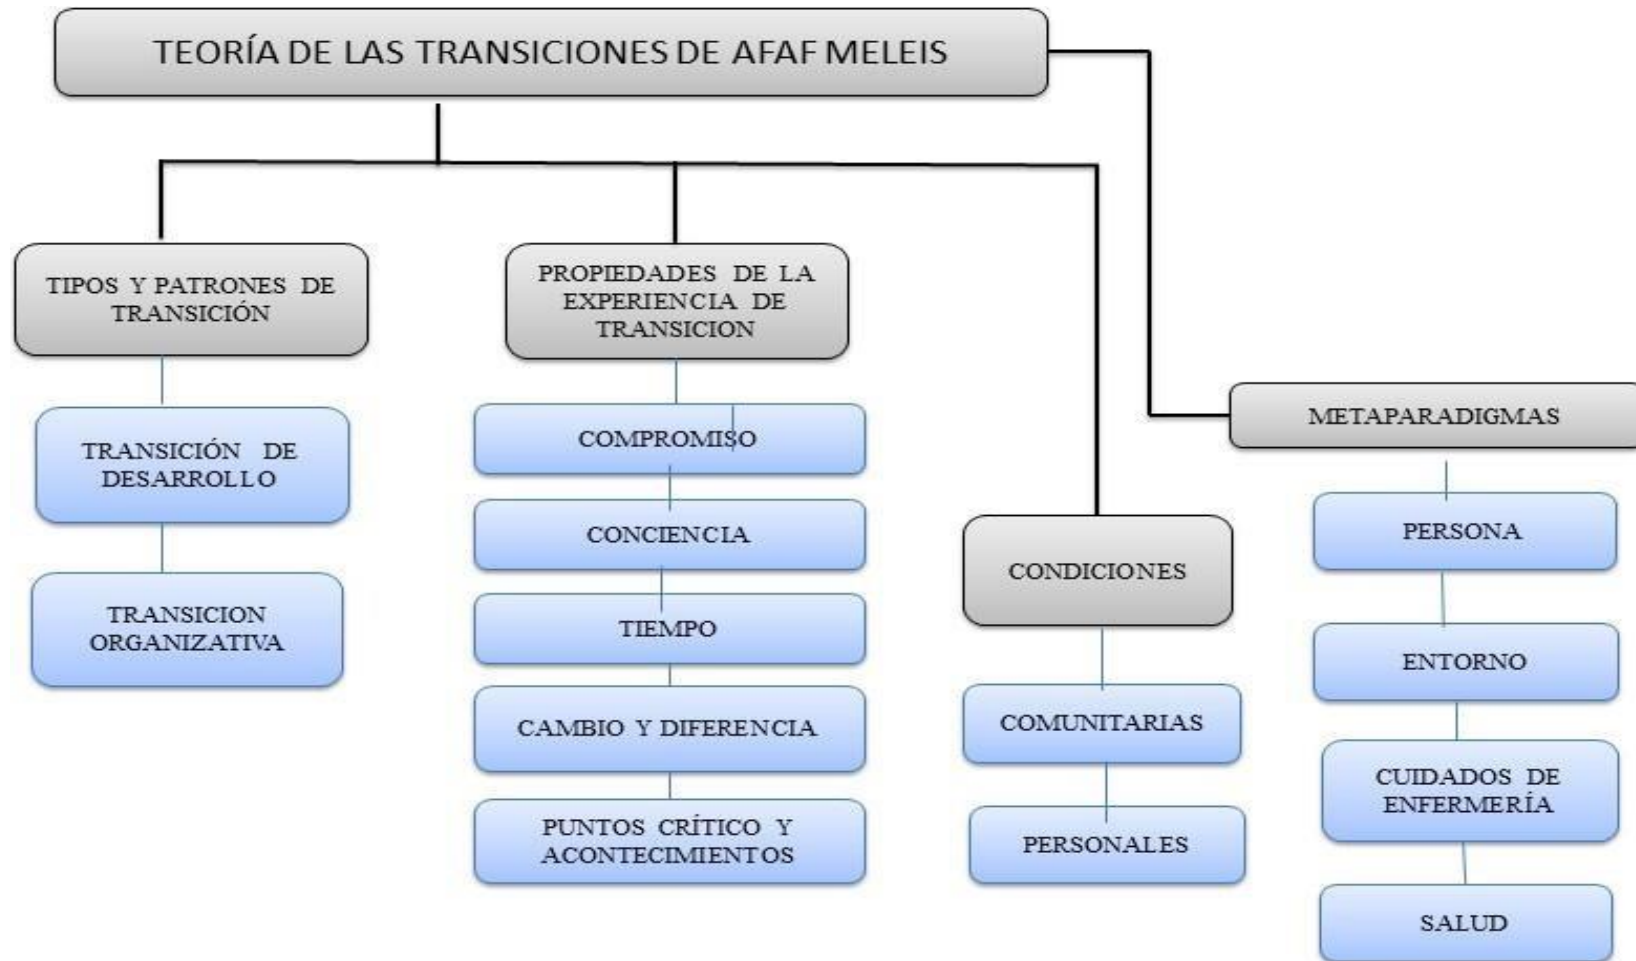 TEORÍA DE LAS TRANSICIONES DE AFAF MELEIS
TIPOS Y PATRONES DE
TRANSICIÓN
TRANSICIÓN DE
DESARROLLO
TRANSICION
ORGANIZATIVA
PROPIEDADES DE LA
EXPERIENCIA DE
TRANSICION
COMPROMISO
CONCIENCIA
TIEMPO
CAMBIO Y DIFERENCIA
PUNTOS CRÍTICO Y
ACONTECIMIENTOS
CONDICIONES
COMUNITARIAS
PERSONALES
METAPARADIGMAS
PERSONA
ENTORNO
CUIDADOS DE
ENFERMERÍA
SALUD